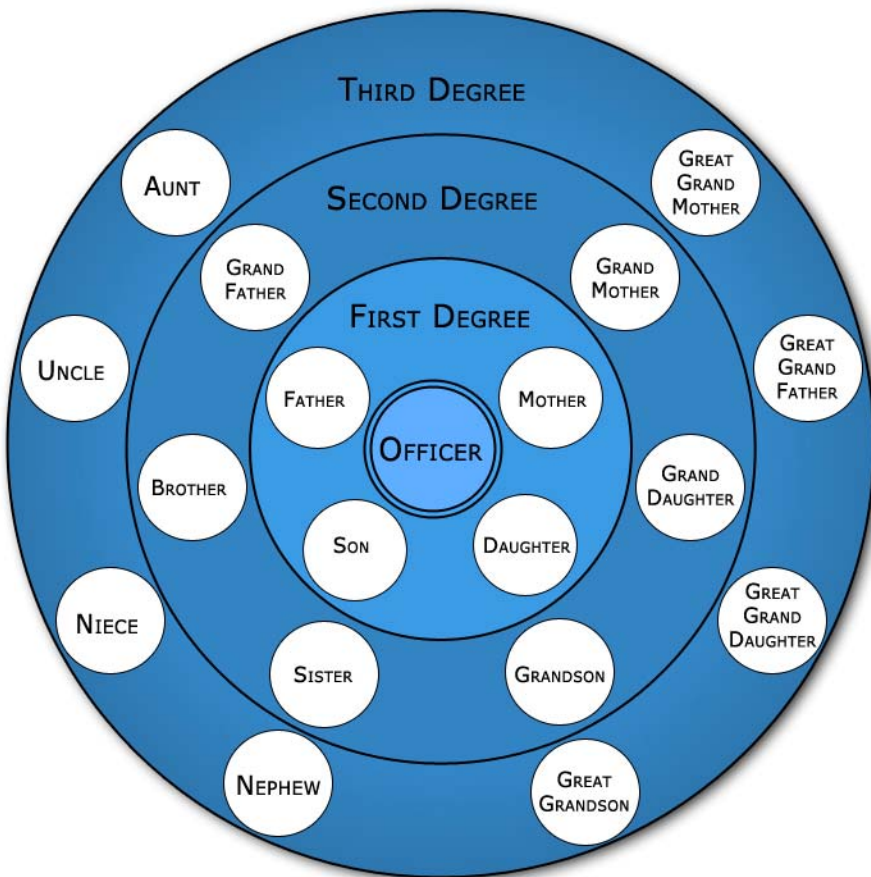 Third Degree
Aunt
Great
Grand
Mother
Second Degree
Grand
Father
Grand
Mother
First Degree
Uncle
Great
Grand
Father
Father
Mother
Officer
Brother
Grand
Daughter
Son
Daughter
Niece
Great
Grand
Daughter
Sister
Grandson
Nephew
Great
Grandson